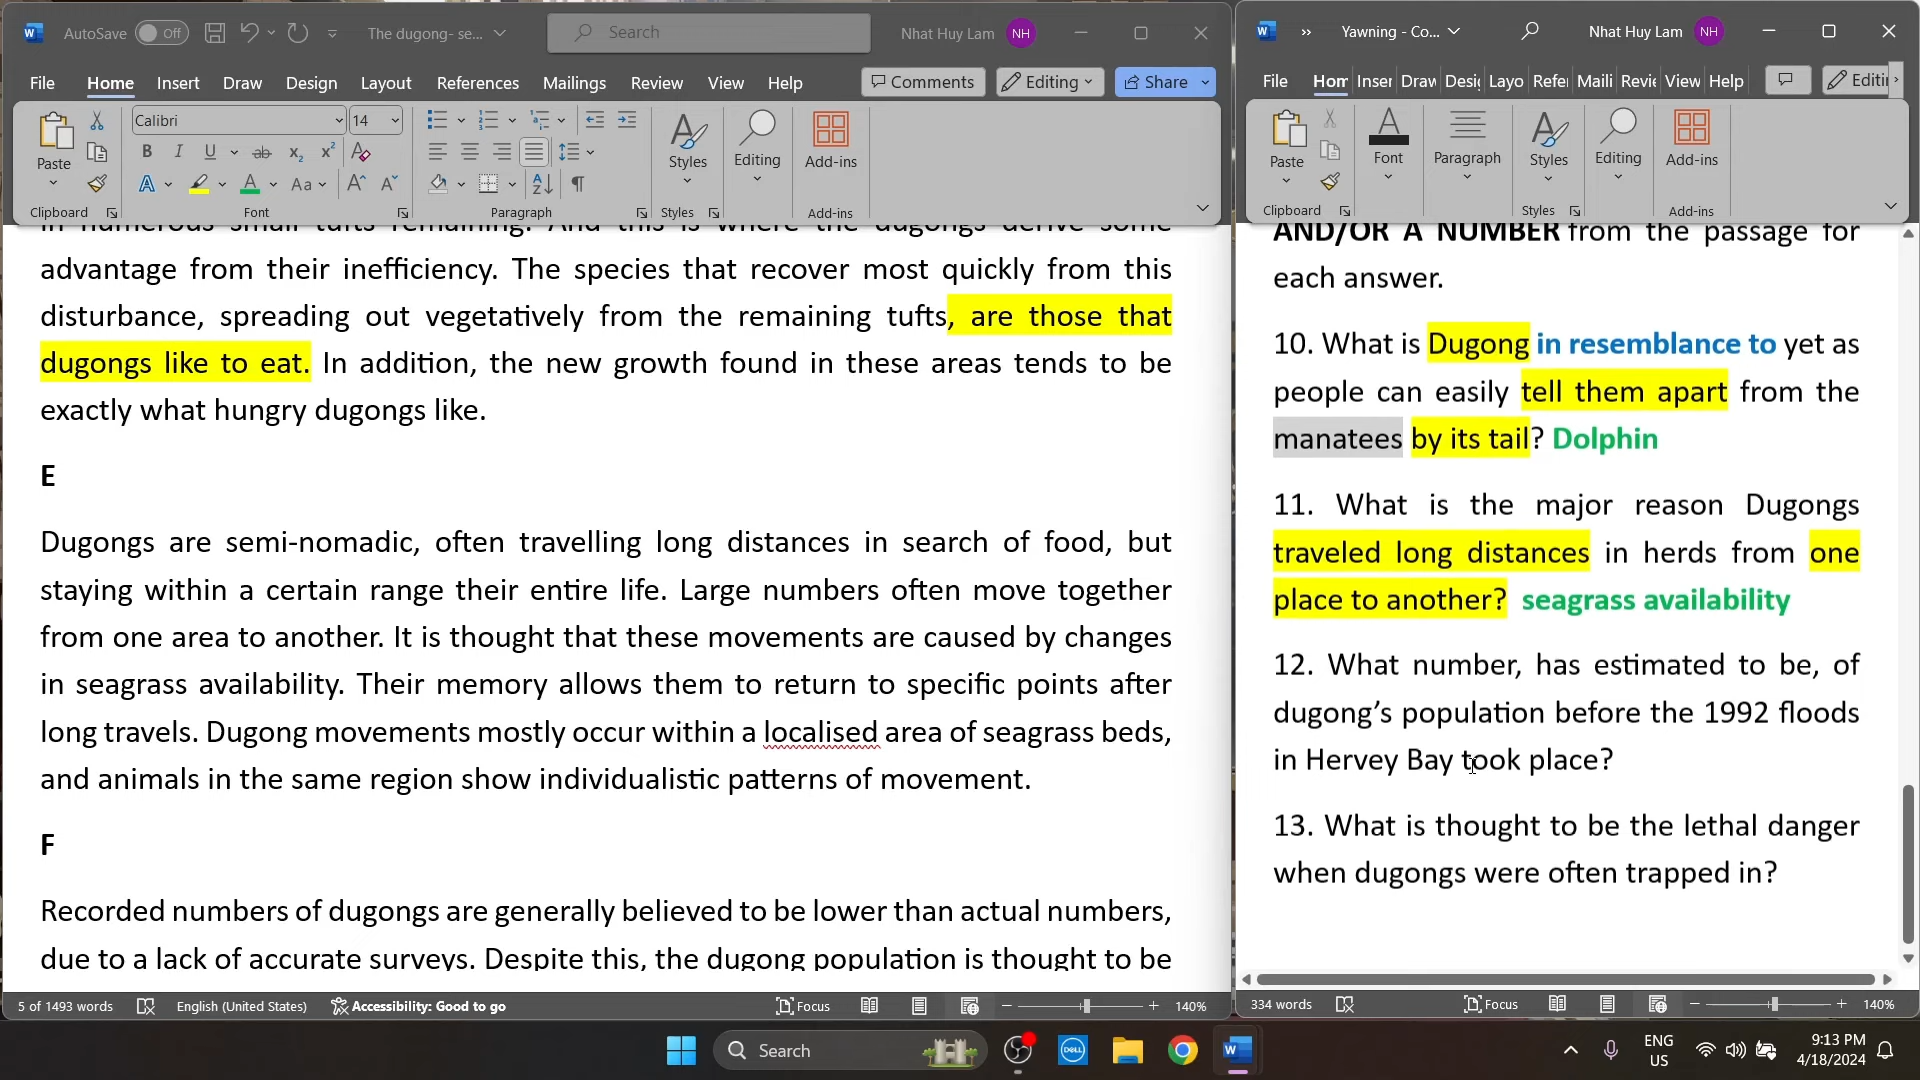 AutoSave
Off
The dugong- se...
Search
Nhat Huy Lam
NH
File
Home
Insert
Draw
Design
Layout
References
Mailings
Review
View
Help
Comments
Editing
Share
Paste
Clipboard
Calibri
14
Font
Paragraph
Styles
Styles
Editing
Add-ins
Add-ins
in numerous small tufts remaining. And this is where the dugongs derive some
advantage from their inefficiency. The species that recover most quickly from this
disturbance, spreading out vegetatively from the remaining tufts, are those that
dugongs like to eat. In addition, the new growth found in these areas tends to be
exactly what hungry dugongs like.
E
Dugongs are semi-nomadic, often travelling long distances in search of food, but
staying within a certain range their entire life. Large numbers often move together
from one area to another. It is thought that these movements are caused by changes
in seagrass availability. Their memory allows them to return to specific points after
long travels. Dugong movements mostly occur within a localised area of seagrass beds,
and animals in the same region show individualistic patterns of movement.
F
Recorded numbers of dugongs are generally believed to be lower than actual numbers,
due to a lack of accurate surveys. Despite this, the dugong population is thought to be
5 of 1493 words
English (United States)
Accessibility: Good to go
Focus
140%
Yawning - Co...
Nhat Huy Lam
NH
File
Hom
Inser
Draw
Desig
Layo
Refe
Maili
Revie
View
Help
Editin
Paste
Clipboard
Font
Paragraph
Styles
Styles
Editing
Add-ins
Add-ins
AND/OR A NUMBER from the passage for
each answer.
10. What is Dugong in resemblance to yet as
people can easily tell them apart from the
manatees by its tail? Dolphin
11. What is the major reason Dugongs
traveled long distances in herds from one
place to another? seagrass availability
12. What number, has estimated to be, of
dugong's population before the 1992 floods
in Hervey Bay took place?
13. What is thought to be the lethal danger
when dugongs were often trapped in?
334 words
Focus
140%
Search
DELL
ENG
US
9:13 PM
4/18/2024